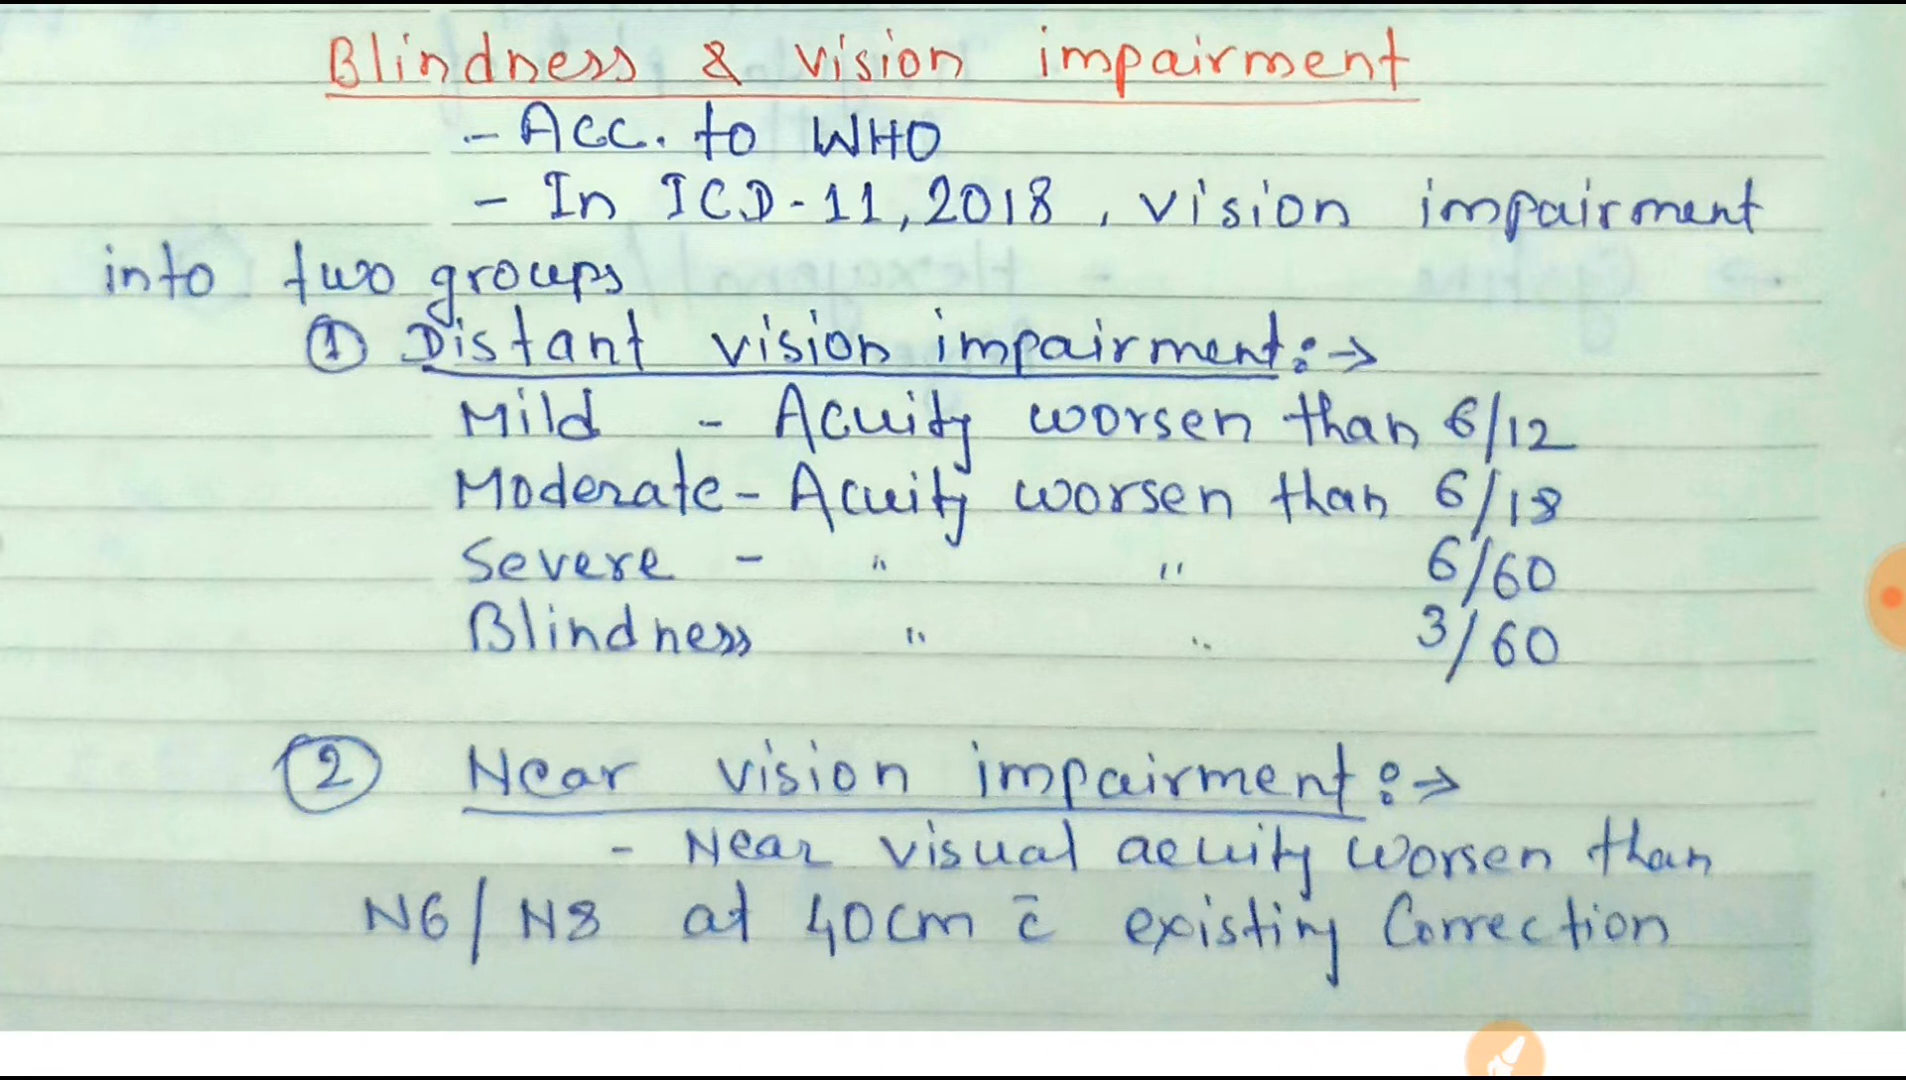 Blindness & vision impairment
- Acc. to WHO
- In ICD-11, 2018, vision impairment
into two groups
① Distant vision impairment:→
Mild - Acuity worsen than 6/12
Moderate - Acuity worsen than 6/18
Severe - " " 6/60
Blindness " " 3/60
② Near vision impairment:→
- Near visual acuity worsen than
N6/N8 at 40cm c̄ existing Correction